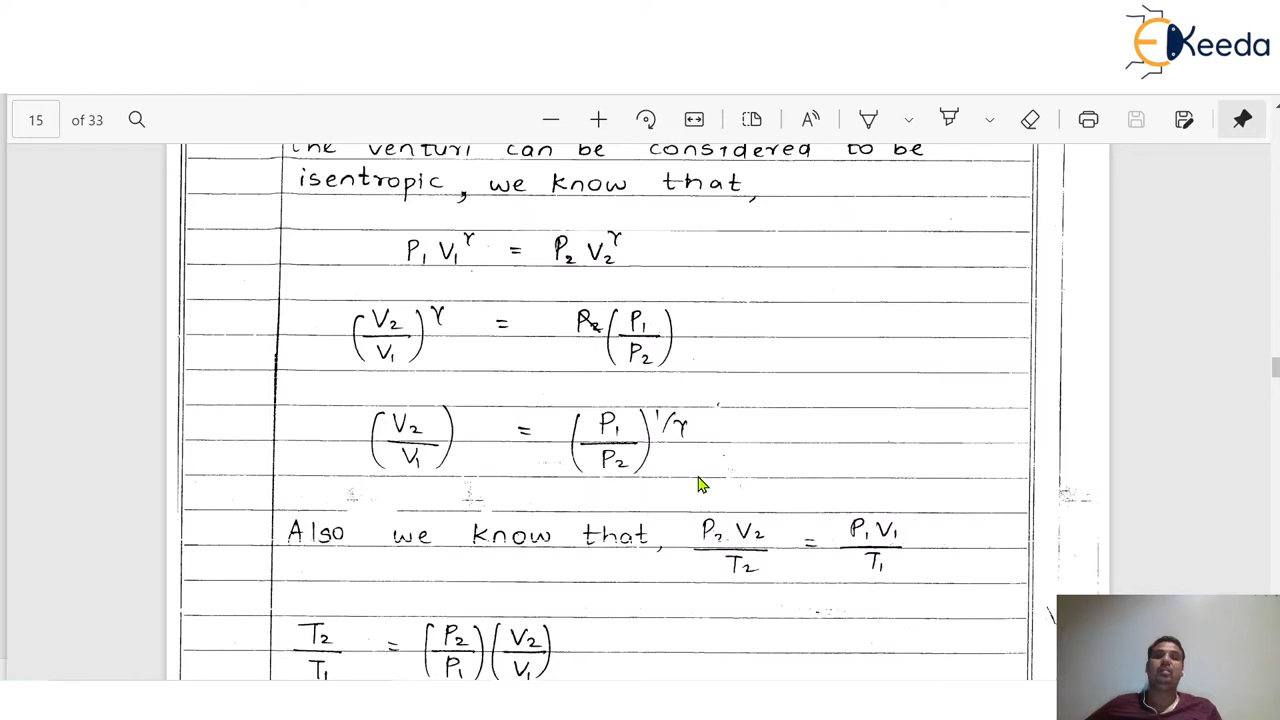 EKeeda
15 of 33
the venturi can be considered to be
isentropic, we know that,
P₁ V₁^γ = P₂ V₂^γ
(V₂/V₁)^γ = P₂ (P₁/P₂)
(V₂/V₁) = (P₁/P₂)^1/γ
Also we know that, P₂ V₂/T₂ = P₁ V₁/T₁
T₂/T₁ = (P₂/P₁)(V₂/V₁)